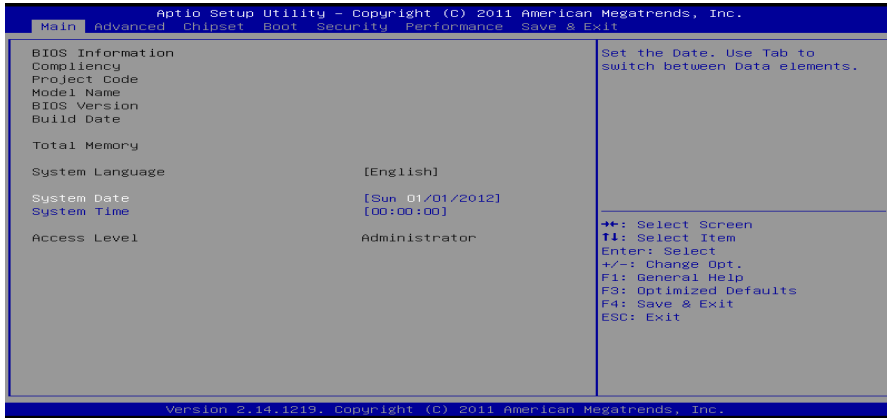 Aptio Setup Utility – Copyright (C) 2011 American Megatrends, Inc.
Main Advanced Chipset Boot Security Performance Save & Exit
BIOS Information
Compliency
Project Code
Model Name
BIOS Version
Build Date
Total Memory
System Language [English]
System Date [Sun 01/01/2012]
System Time [00:00:00]
Access Level Administrator
Set the Date. Use Tab to
switch between Data elements.
→←: Select Screen
↑↓: Select Item
Enter: Select
+/-: Change Opt.
F1: General Help
F3: Optimized Defaults
F4: Save & Exit
ESC: Exit
Version 2.14.1219. Copyright (C) 2011 American Megatrends, Inc.